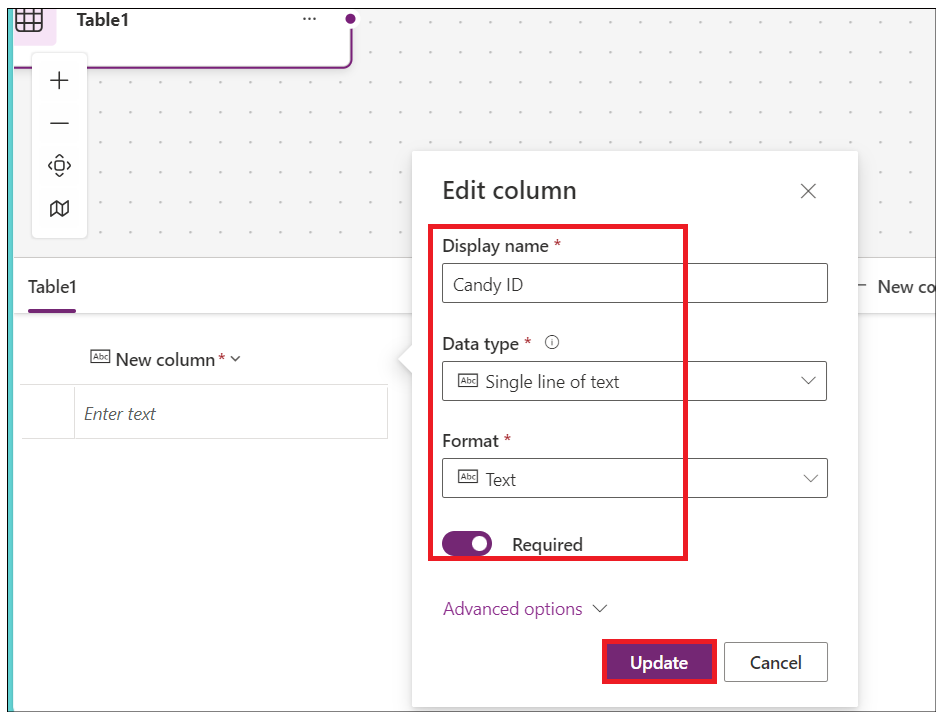 Table1 ...
Edit column
Display name *
Candy ID
Table1
New co
Data type *
Abc New column *
Abc Single line of text
Enter text
Format *
Abc Text
Required
Advanced options
Update Cancel